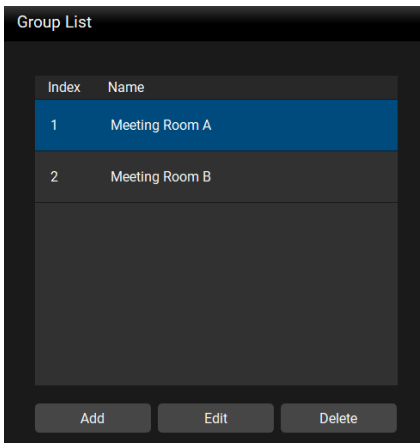 Group List
Index Name
1 Meeting Room A
2 Meeting Room B
Add Edit Delete